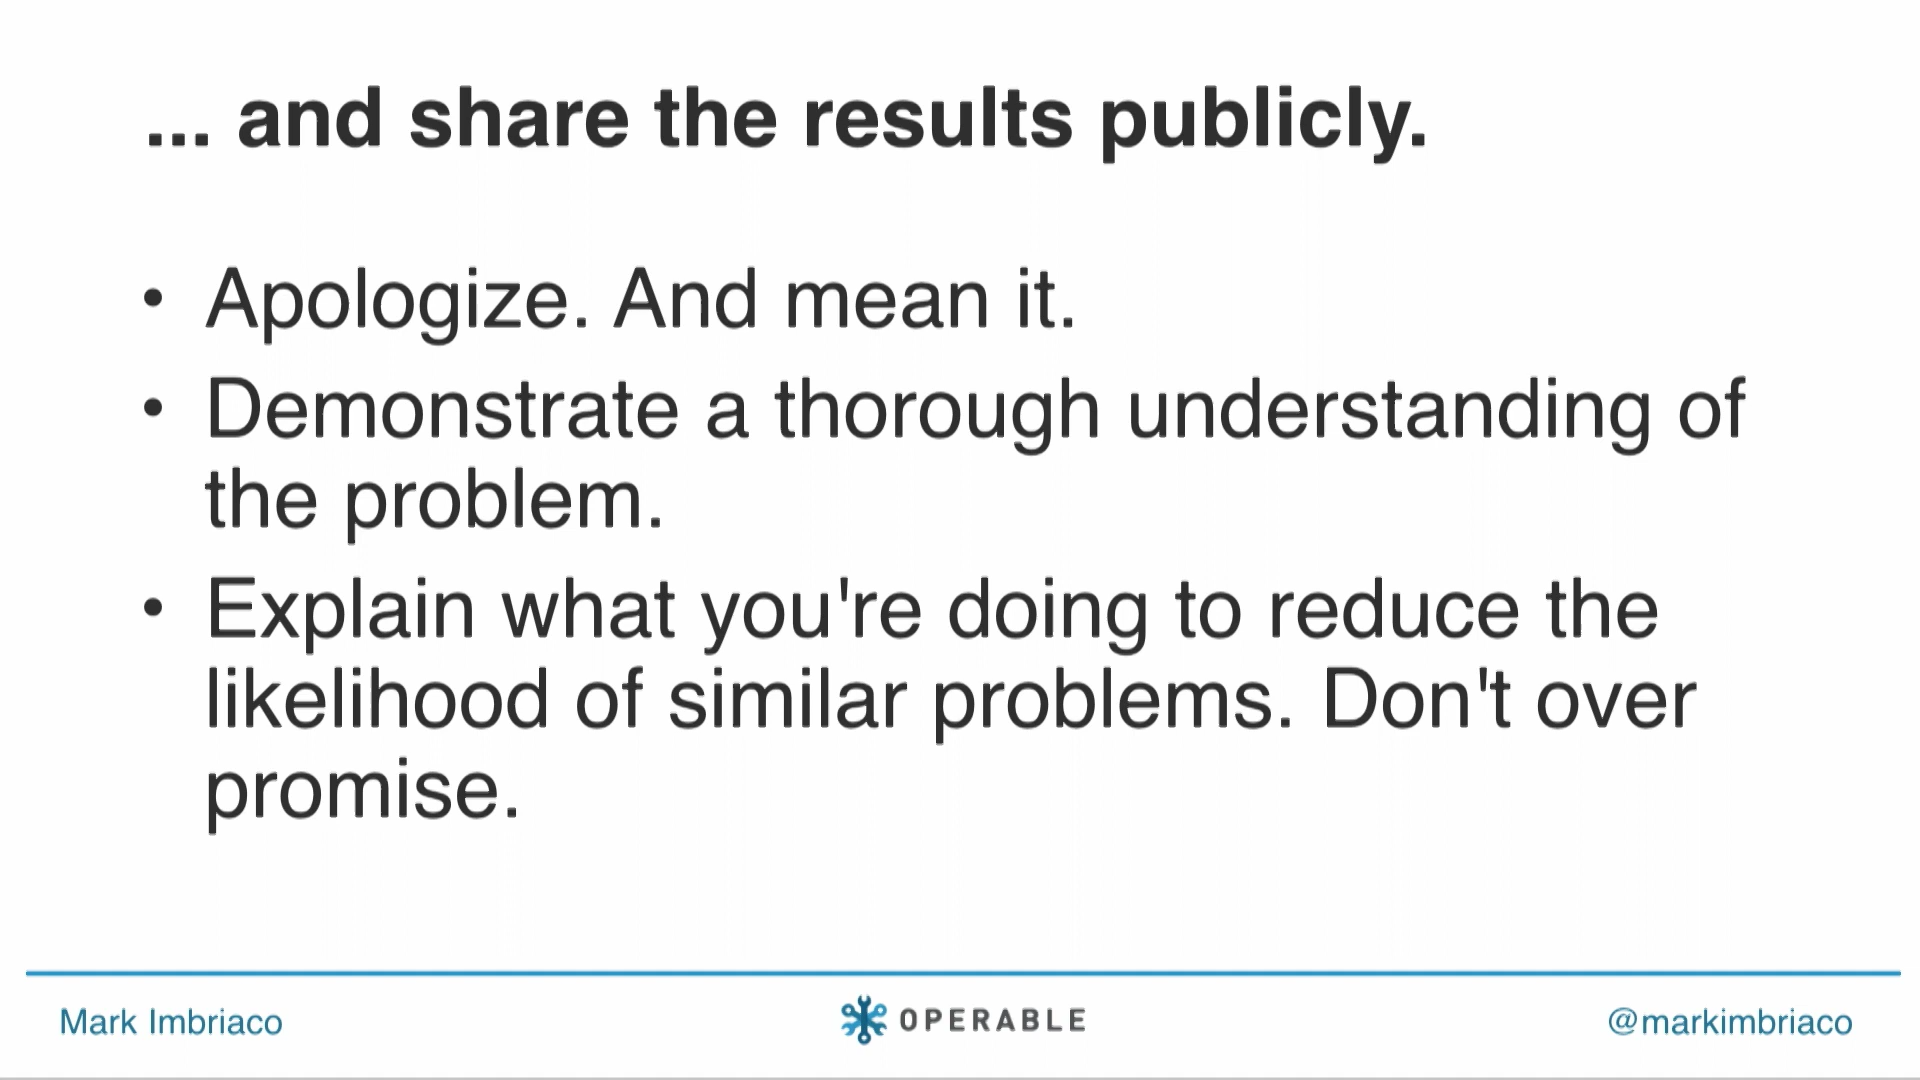 ... and share the results publicly.
• Apologize. And mean it.
• Demonstrate a thorough understanding of
the problem.
• Explain what you're doing to reduce the
likelihood of similar problems. Don't over
promise.
Mark Imbriaco
OPERABLE
@markimbriaco